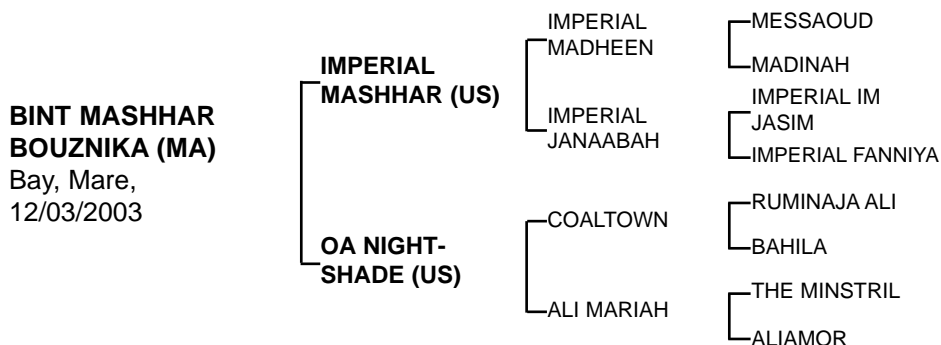 BINT MASHHAR
BOUZNIKA (MA)
Bay, Mare,
12/03/2003
IMPERIAL
MASHHAR (US)
OA NIGHT-
SHADE (US)
IMPERIAL
MADHEEN
IMPERIAL
JANAABAH
COALTOWN
ALI MARIAH
MESSAOUD
MADINAH
IMPERIAL IM
JASIM
IMPERIAL FANNIYA
RUMINAJA ALI
BAHILA
THE MINSTRIL
ALIAMOR